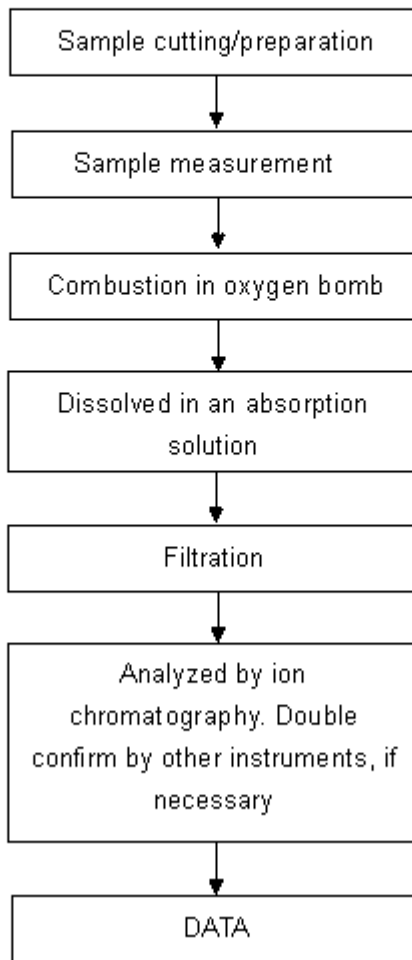 Sample cutting/preparation
Sample measurement
Combustion in oxygen bomb
Dissolved in an absorption
solution
Filtration
Analyzed by ion
chromatography. Double
confirm by other instruments, if
necessary
DATA